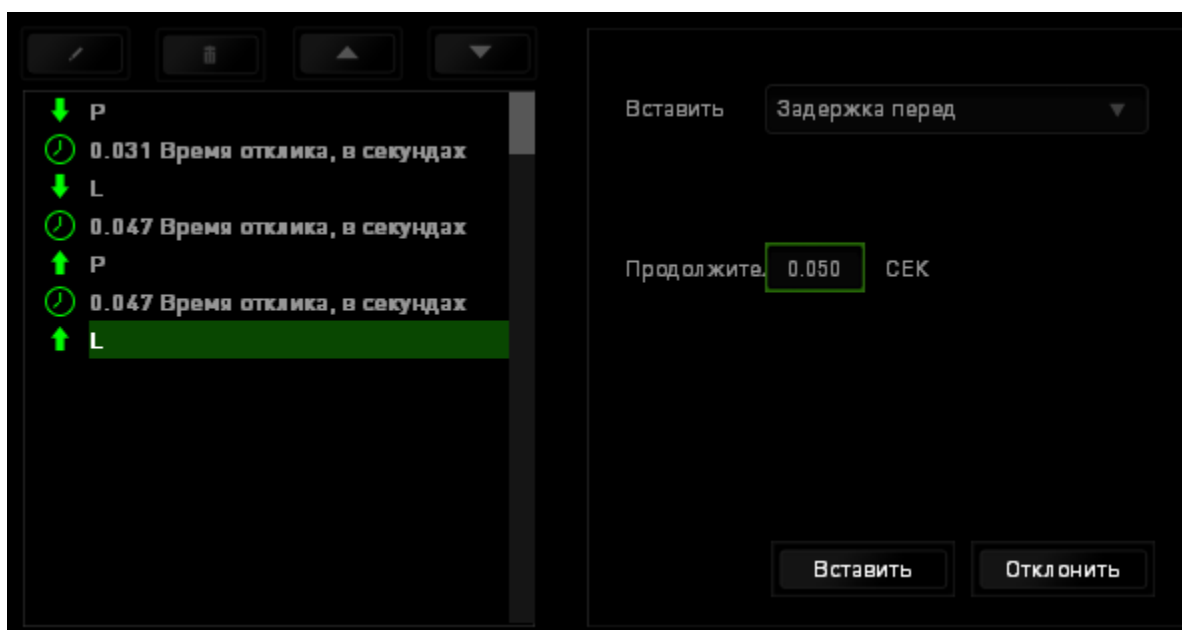 P
0.031 Время отклика, в секундах
L
0.047 Время отклика, в секундах
P
0.047 Время отклика, в секундах
L
Вставить
Задержка перед
Продолжите
0.050
СЕК
Вставить
Отклонить